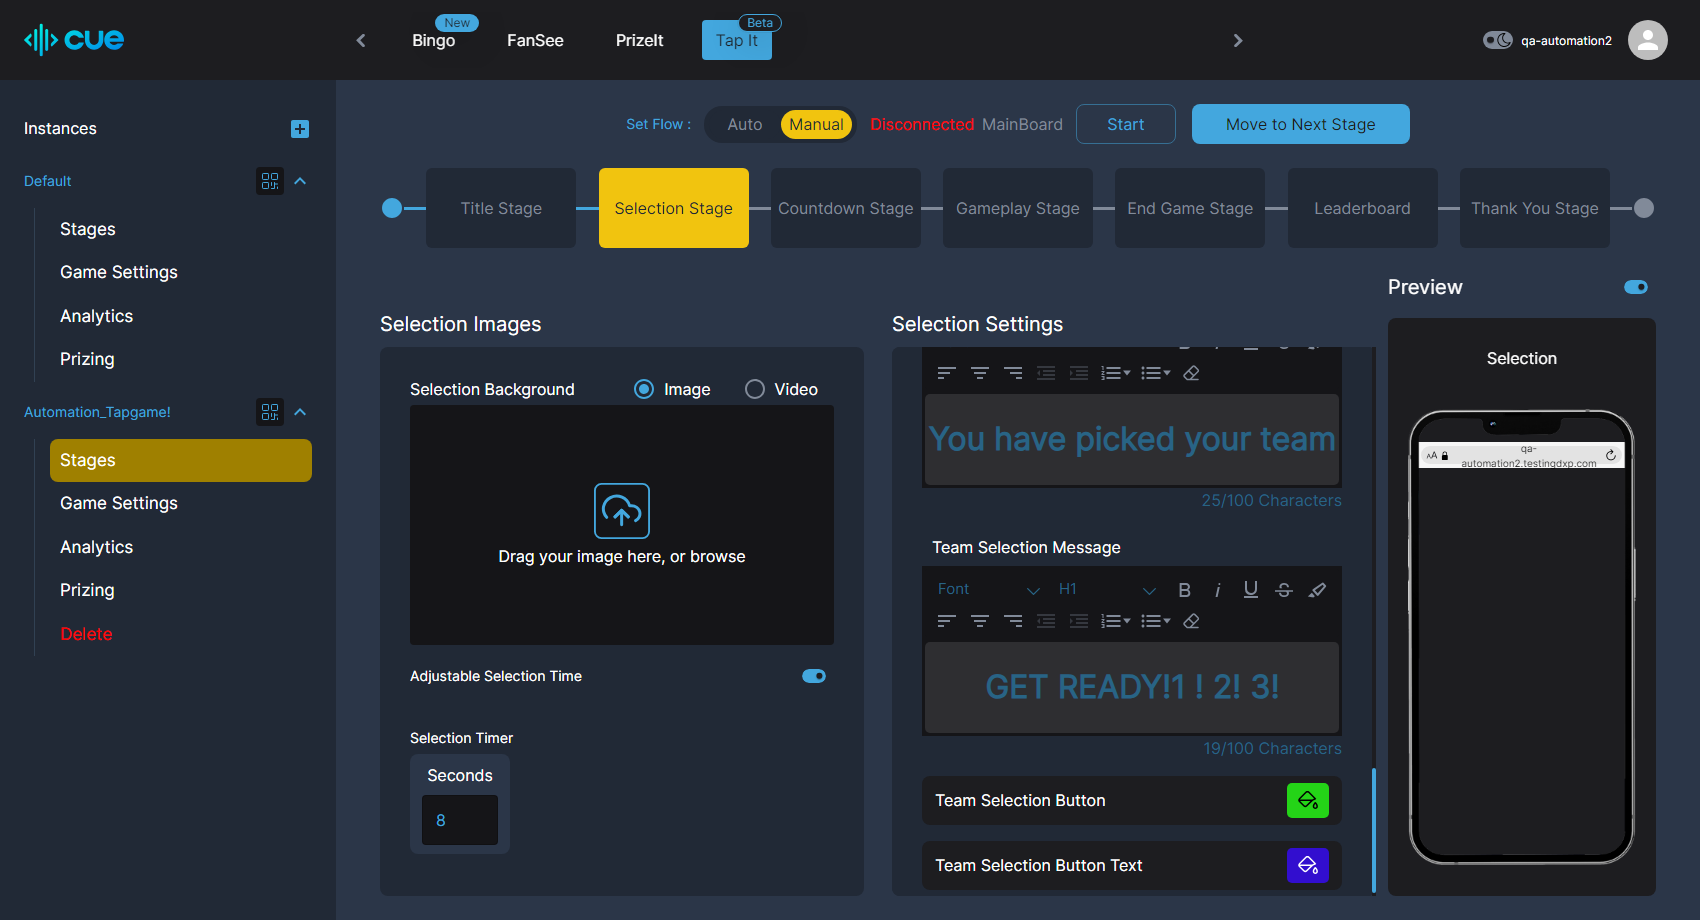 cue
Bingo
New
FanSee
PrizeIt
Tap It
Beta
qa-automation2
Instances
Default
Stages
Game Settings
Analytics
Prizing
Automation_Tapgame!
Stages
Game Settings
Analytics
Prizing
Delete
Set Flow :
Auto
Manual
Disconnected MainBoard
Start
Move to Next Stage
Title Stage
Selection Stage
Countdown Stage
Gameplay Stage
End Game Stage
Leaderboard
Thank You Stage
Selection Images
Selection Background
Image
Video
Drag your image here, or browse
Adjustable Selection Time
Selection Timer
Seconds
8
Selection Settings
You have picked your team
25/100 Characters
Team Selection Message
Font
H1
B i U S
GET READY!1 ! 2! 3!
19/100 Characters
Team Selection Button
Team Selection Button Text
Preview
Selection
AA
qa-
automation2.testingdxp.com